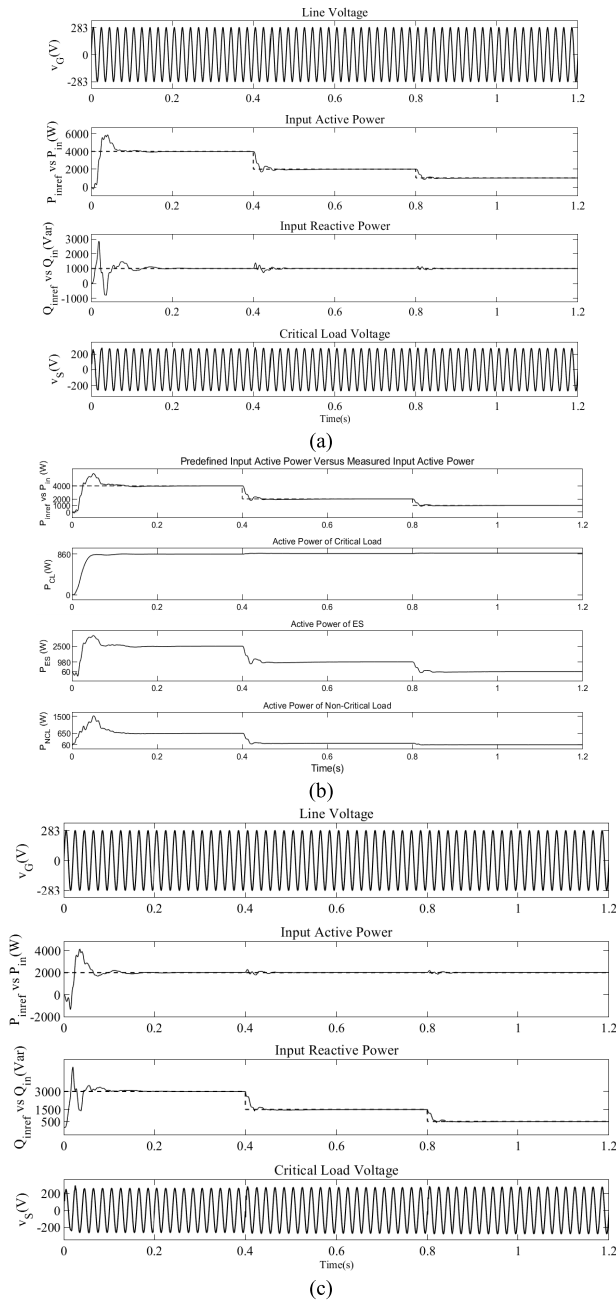 Line Voltage
v_G(V)
283
0
-283
0 0.2 0.4 0.6 0.8 1 1.2
Input Active Power
P_inref vs P_in(W)
6000
4000
2000
0
0 0.2 0.4 0.6 0.8 1 1.2
Input Reactive Power
Q_inref vs Q_in(Var)
3000
2000
1000
0
-1000
0 0.2 0.4 0.6 0.8 1 1.2
Critical Load Voltage
v_S(V)
200
0
-200
0 0.2 0.4 0.6 0.8 1 1.2
Time(s)
(a)
Predefined Input Active Power Versus Measured Input Active Power
P_inref vs P_in (W)
4000
2000
1000
0
0 0.2 0.4 0.6 0.8 1 1.2
Active Power of Critical Load
P_CL(W)
860
0
0 0.2 0.4 0.6 0.8 1 1.2
Active Power of ES
P_ES (W)
2500
980
60
0 0.2 0.4 0.6 0.8 1 1.2
Active Power of Non-Critical Load
P_NCL (W)
1500
650
60
0 0.2 0.4 0.6 0.8 1 1.2
Time(s)
(b)
Line Voltage
v_G(V)
283
0
-283
0 0.2 0.4 0.6 0.8 1 1.2
Input Active Power
P_inref vs P_in(W)
4000
2000
0
-2000
0 0.2 0.4 0.6 0.8 1 1.2
Input Reactive Power
Q_inref vs Q_in(Var)
3000
1500
500
0 0.2 0.4 0.6 0.8 1 1.2
Critical Load Voltage
v_S(V)
200
0
-200
0 0.2 0.4 0.6 0.8 1 1.2
Time(s)
(c)